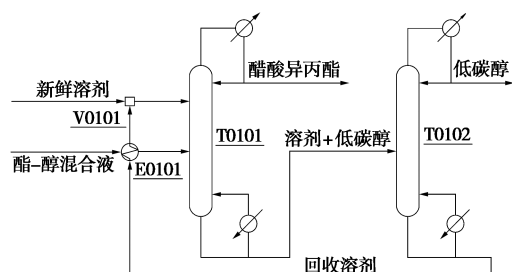 新鲜溶剂
V0101
酯-醇混合液
E0101
T0101
醋酸异丙酯
溶剂+低碳醇
T0102
低碳醇
回收溶剂